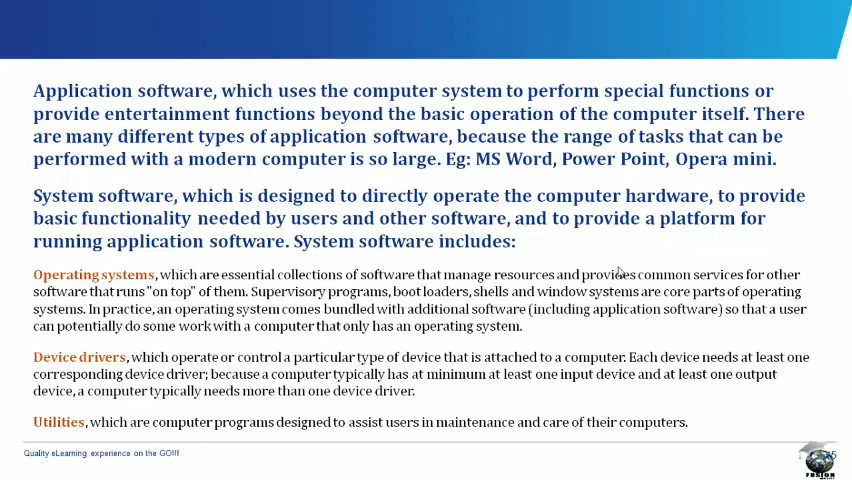 Application software, which uses the computer system to perform special functions or
provide entertainment functions beyond the basic operation of the computer itself. There
are many different types of application software, because the range of tasks that can be
performed with a modern computer is so large. Eg: MS Word, Power Point, Opera mini.
System software, which is designed to directly operate the computer hardware, to provide
basic functionality needed by users and other software, and to provide a platform for
running application software. System software includes:
Operating systems, which are essential collections of software that manage resources and provides common services for other
software that runs "on top" of them. Supervisory programs, boot loaders, shells and window systems are core parts of operating
systems. In practice, an operating system comes bundled with additional software (including application software) so that a user
can potentially do some work with a computer that only has an operating system.
Device drivers, which operate or control a particular type of device that is attached to a computer. Each device needs at least one
corresponding device driver; because a computer typically has at minimum at least one input device and at least one output
device, a computer typically needs more than one device driver.
Utilities, which are computer programs designed to assist users in maintenance and care of their computers.
Quality eLearning experience on the GO!!!
FUSION